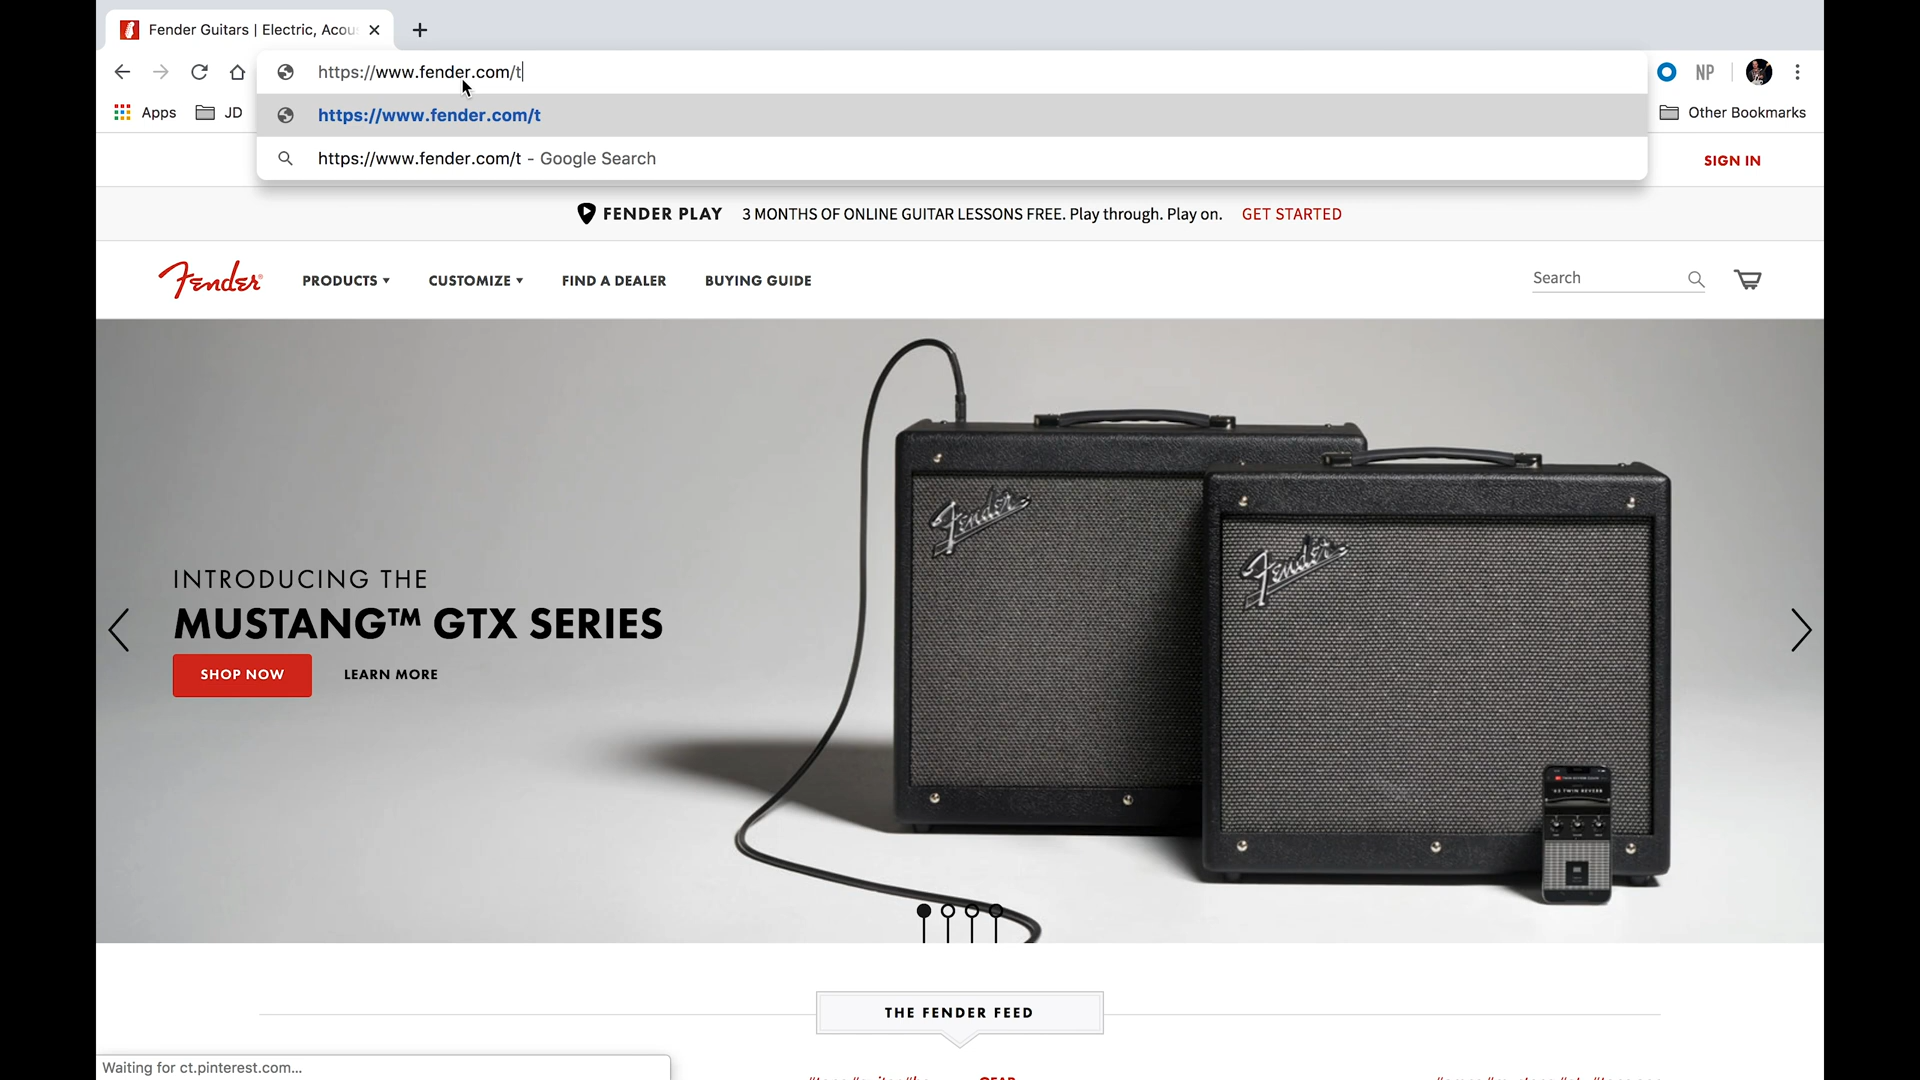 Fender Guitars | Electric, Acou
https://www.fender.com/t
NP
Apps
JD
https://www.fender.com/t
Other Bookmarks
https://www.fender.com/t - Google Search
SIGN IN
FENDER PLAY 3 MONTHS OF ONLINE GUITAR LESSONS FREE. Play through. Play on. GET STARTED
Fender
PRODUCTS
CUSTOMIZE
FIND A DEALER
BUYING GUIDE
Search
Fender
Fender
INTRODUCING THE
MUSTANG™ GTX SERIES
SHOP NOW
LEARN MORE
THE FENDER FEED
Waiting for ct.pinterest.com...
GEAR